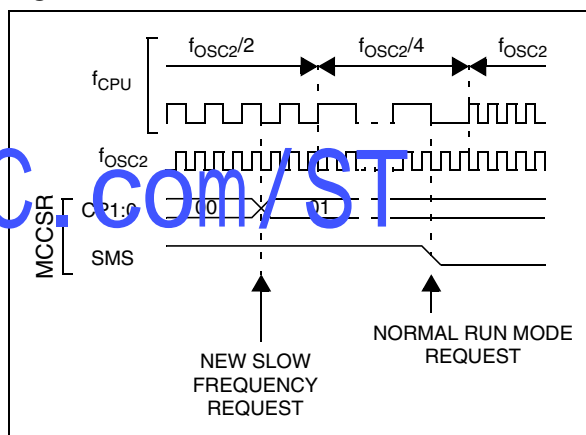 fOSC2/2 fOSC2/4 fOSC2
fCPU
fOSC2
C.com/ST
MCCSR
CP1:0 00 01
SMS
NEW SLOW
FREQUENCY
REQUEST
NORMAL RUN MODE
REQUEST